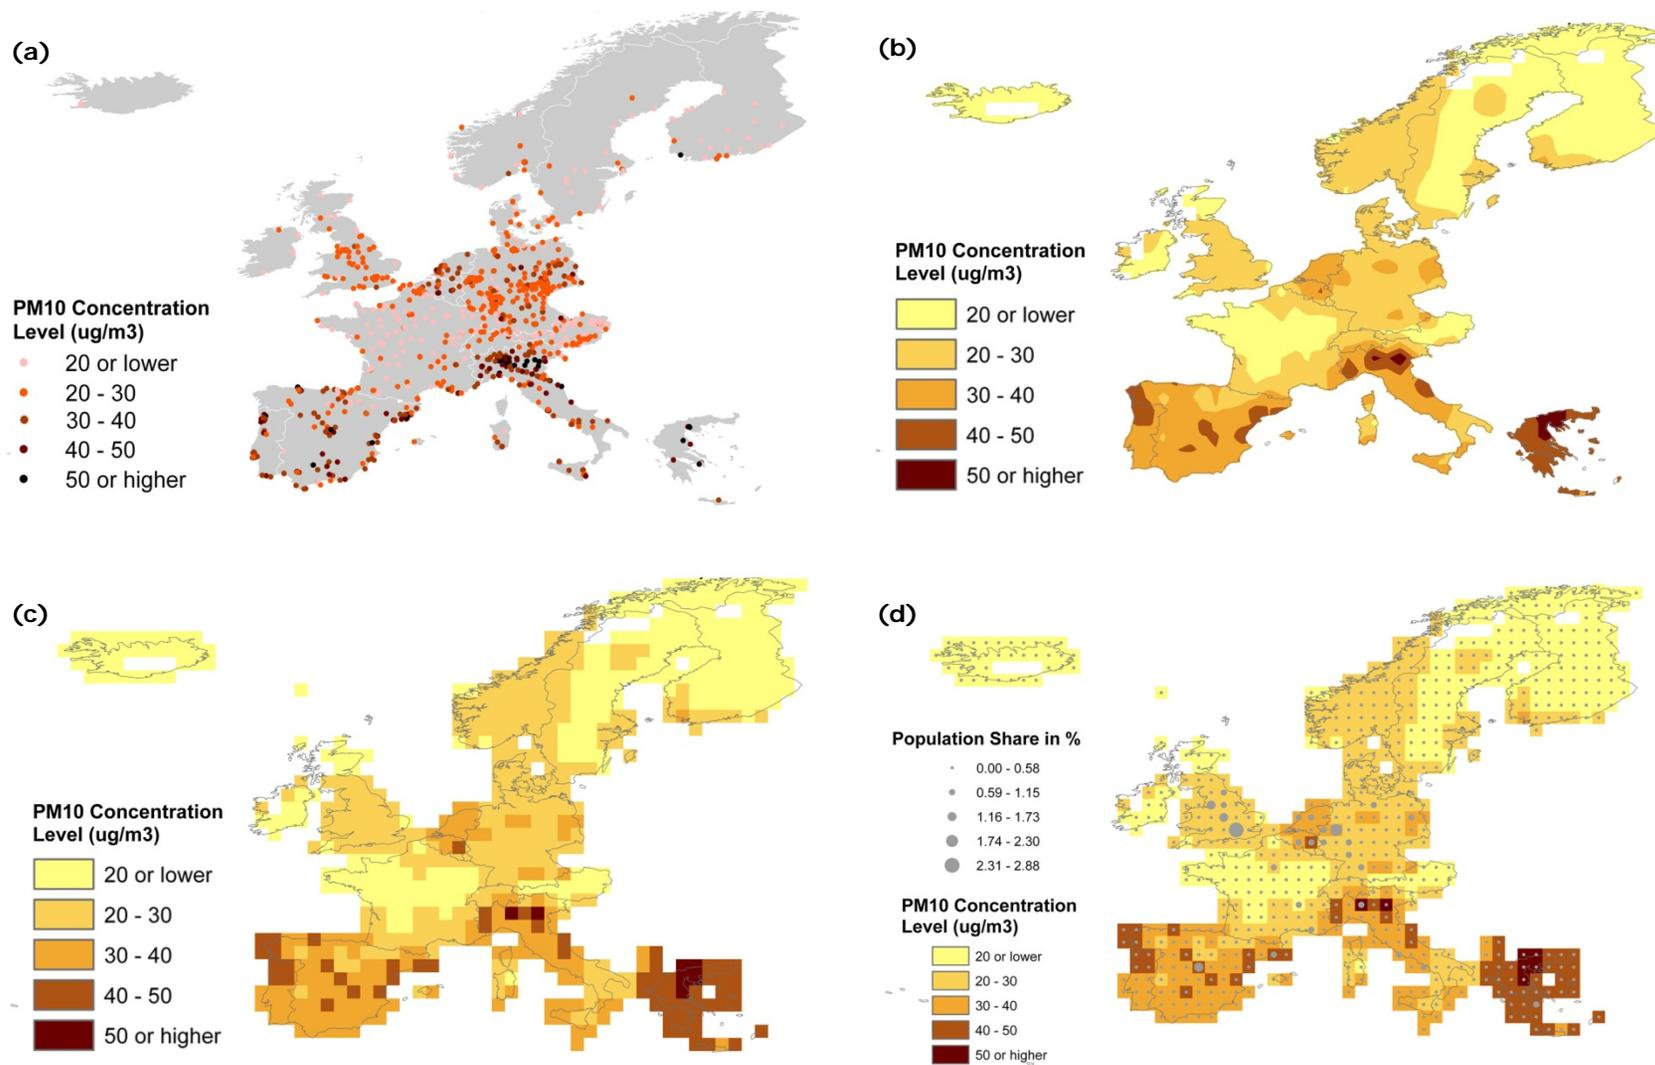 (a)
PM10 Concentration
Level (ug/m3)
20 or lower
20 - 30
30 - 40
40 - 50
50 or higher
(b)
PM10 Concentration
Level (ug/m3)
20 or lower
20 - 30
30 - 40
40 - 50
50 or higher
(c)
PM10 Concentration
Level (ug/m3)
20 or lower
20 - 30
30 - 40
40 - 50
50 or higher
(d)
Population Share in %
0.00 - 0.58
0.59 - 1.15
1.16 - 1.73
1.74 - 2.30
2.31 - 2.88
PM10 Concentration
Level (ug/m3)
20 or lower
20 - 30
30 - 40
40 - 50
50 or higher